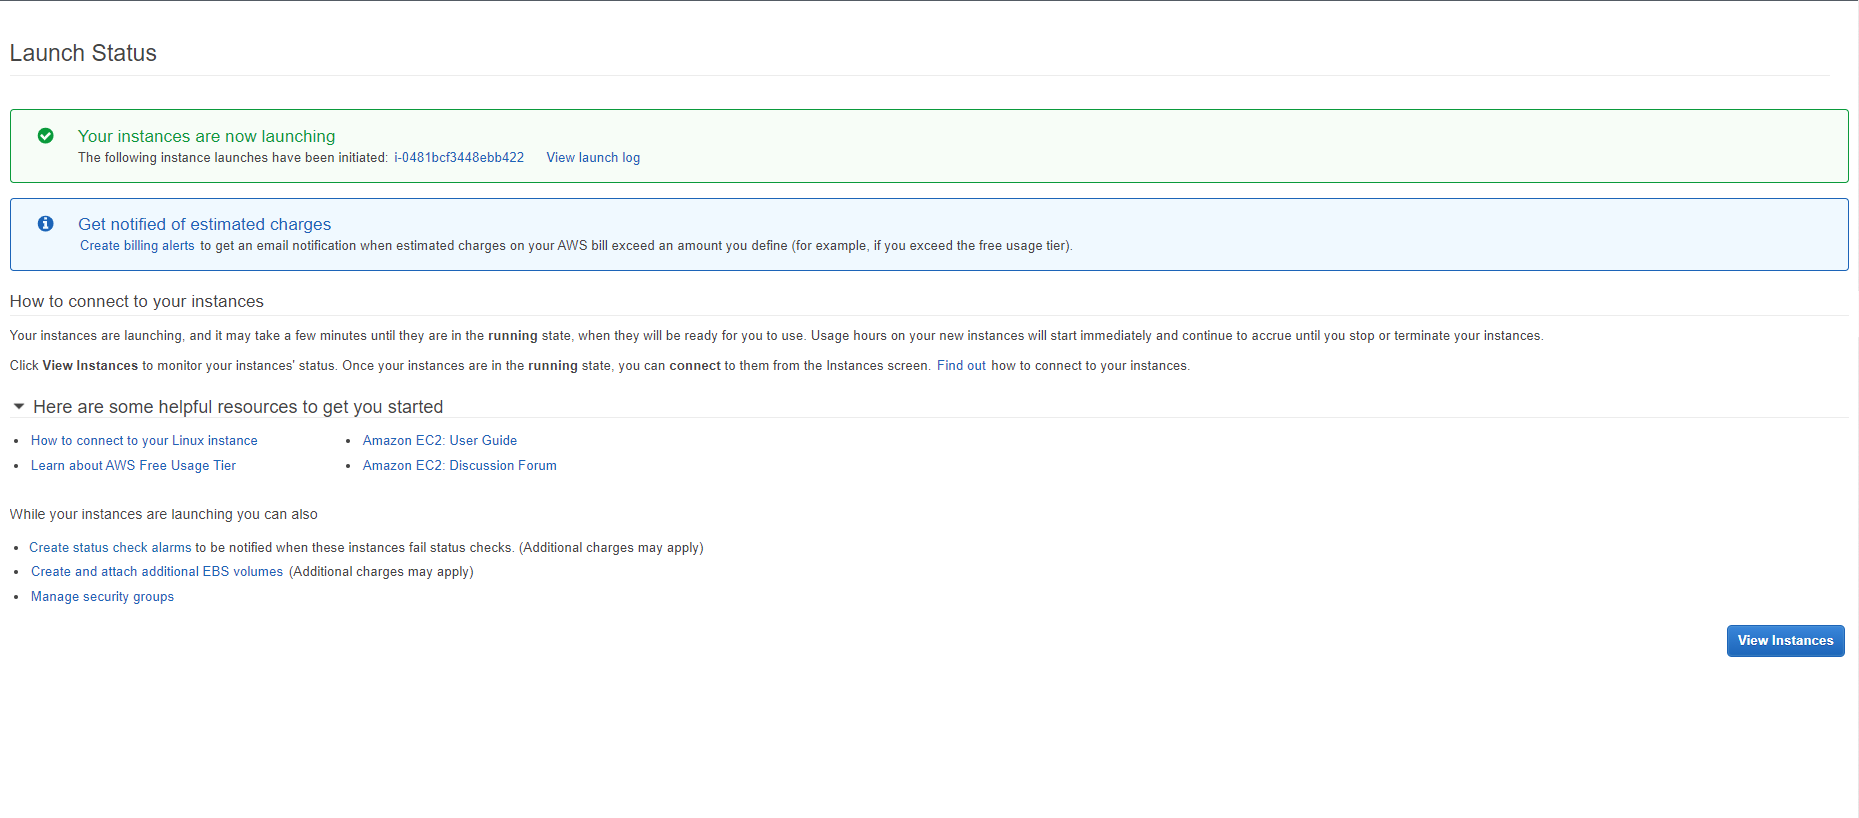 Launch Status
Your instances are now launching
The following instance launches have been initiated: i-0481bcf3448ebb422 View launch log
Get notified of estimated charges
Create billing alerts to get an email notification when estimated charges on your AWS bill exceed an amount you define (for example, if you exceed the free usage tier).
How to connect to your instances
Your instances are launching, and it may take a few minutes until they are in the running state, when they will be ready for you to use. Usage hours on your new instances will start immediately and continue to accrue until you stop or terminate your instances.
Click View Instances to monitor your instances' status. Once your instances are in the running state, you can connect to them from the Instances screen. Find out how to connect to your instances.
Here are some helpful resources to get you started
• How to connect to your Linux instance
• Learn about AWS Free Usage Tier
• Amazon EC2: User Guide
• Amazon EC2: Discussion Forum
While your instances are launching you can also
• Create status check alarms to be notified when these instances fail status checks. (Additional charges may apply)
• Create and attach additional EBS volumes (Additional charges may apply)
• Manage security groups
View Instances